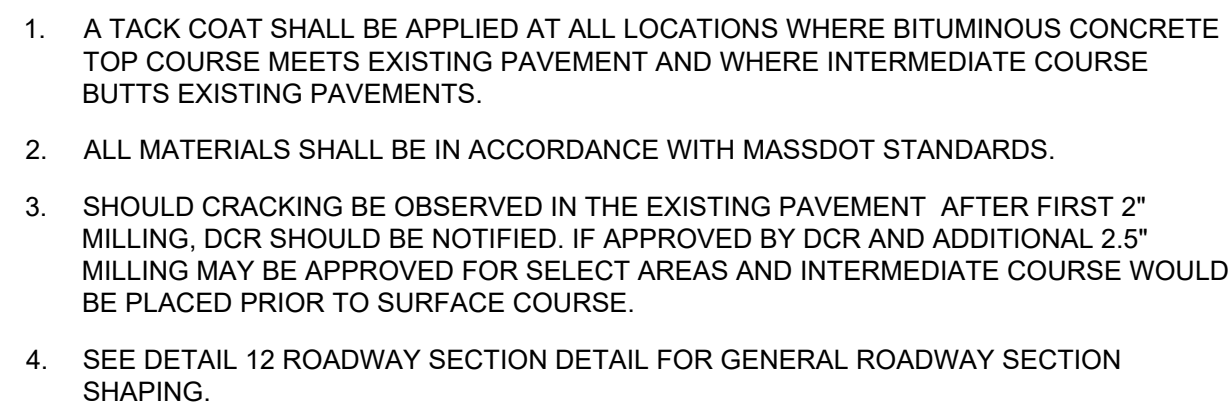 1. A TACK COAT SHALL BE APPLIED AT ALL LOCATIONS WHERE BITUMINOUS CONCRETE
TOP COURSE MEETS EXISTING PAVEMENT AND WHERE INTERMEDIATE COURSE
BUTTS EXISTING PAVEMENTS.
2. ALL MATERIALS SHALL BE IN ACCORDANCE WITH MASSDOT STANDARDS.
3. SHOULD CRACKING BE OBSERVED IN THE EXISTING PAVEMENT AFTER FIRST 2"
MILLING, DCR SHOULD BE NOTIFIED. IF APPROVED BY DCR AND ADDITIONAL 2.5"
MILLING MAY BE APPROVED FOR SELECT AREAS AND INTERMEDIATE COURSE WOULD
BE PLACED PRIOR TO SURFACE COURSE.
4. SEE DETAIL 12 ROADWAY SECTION DETAIL FOR GENERAL ROADWAY SECTION
SHAPING.